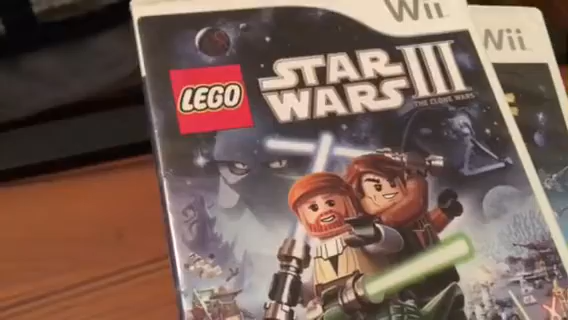 Wii
Wii
LEGO
STAR
WARS III
THE CLONE WARS